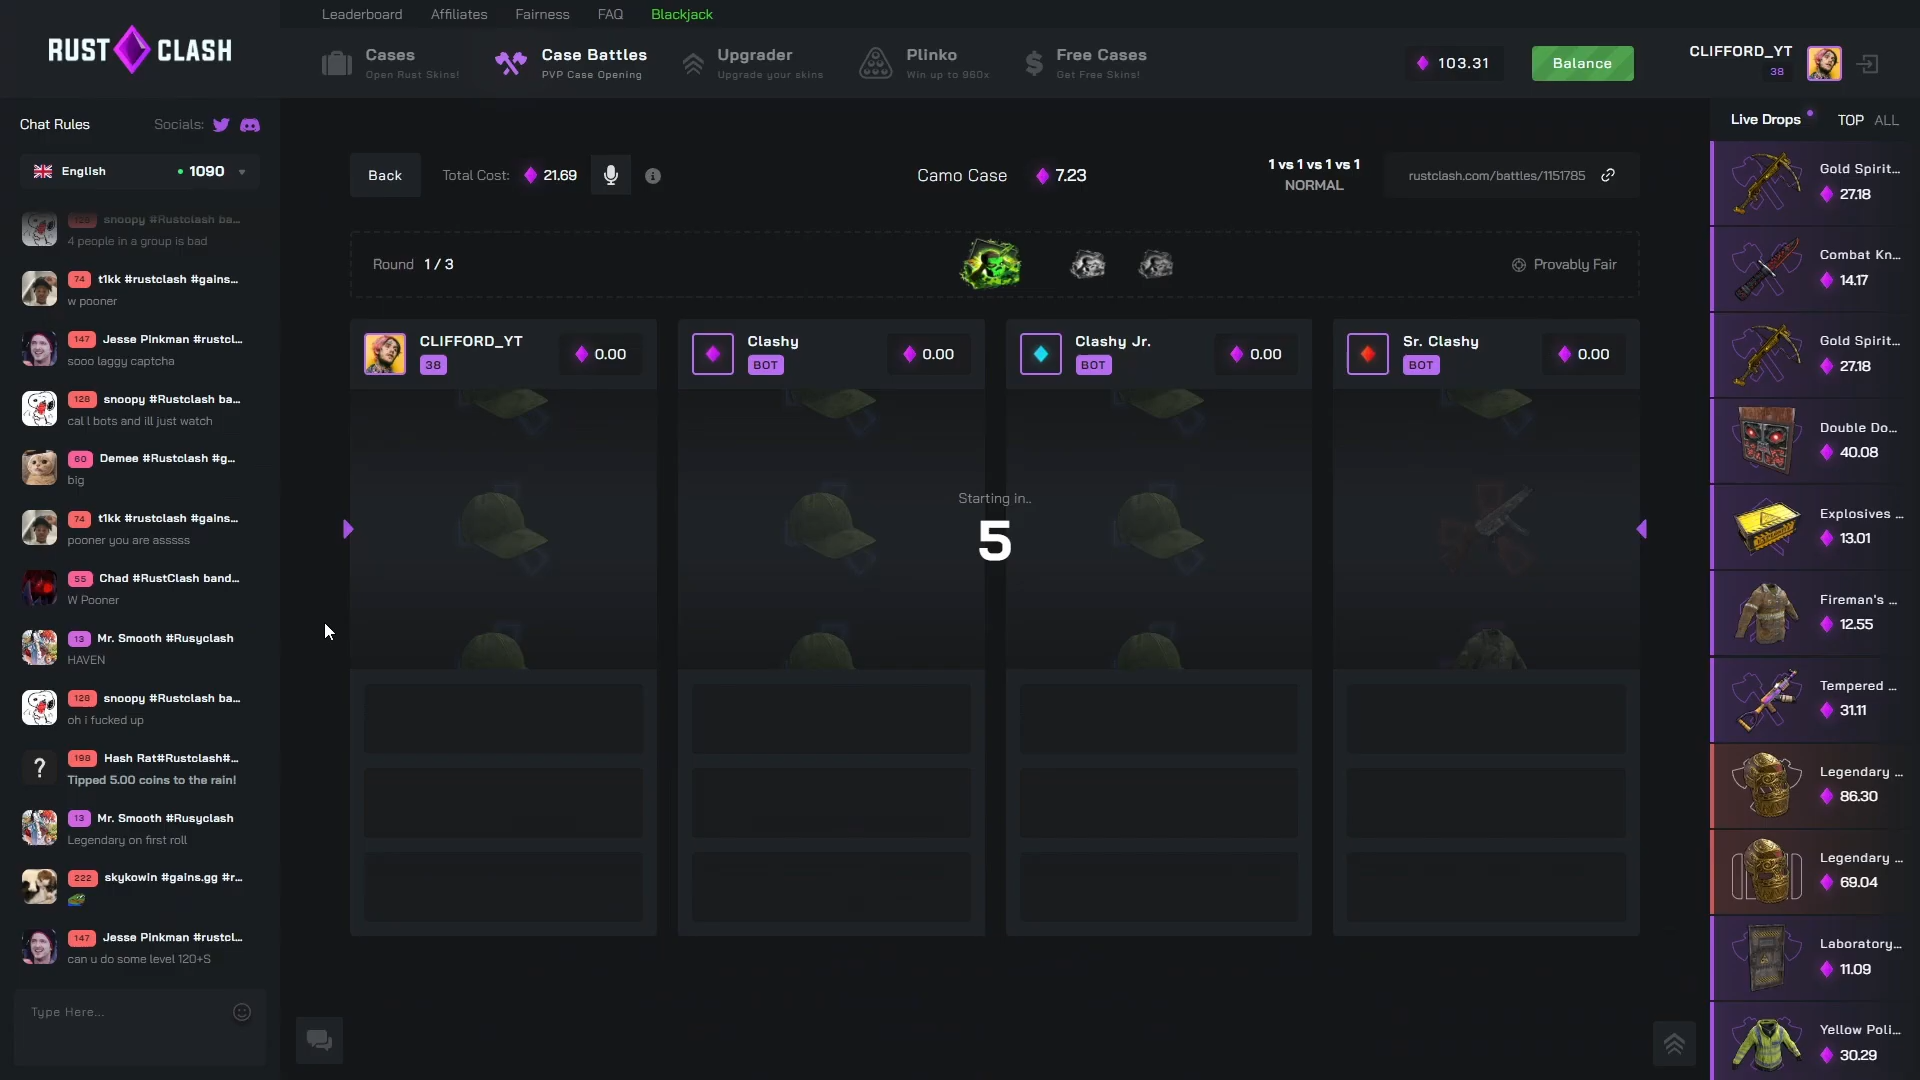 Leaderboard Affiliates Fairness FAQ Blackjack
RUST CLASH
Cases
Open Rust Skins!
Case Battles
PVP Case Opening
Upgrader
Upgrade your skins
Plinko
Win up to 960x
Free Cases
Get Free Skins!
103.31
Balance
CLIFFORD_YT
38
Chat Rules
Socials:
English
1090
128 snoopy #Rustclash ba...
4 people in a group is bad
74 t1kk #rustclash #gains...
w pooner
147 Jesse Pinkman #rustcl...
sooo laggy captcha
128 snoopy #Rustclash ba...
cal l bots and ill just watch
60 Demee #Rustclash #g...
big
74 t1kk #rustclash #gains...
pooner you are asssss
55 Chad #RustClash band...
W Pooner
13 Mr. Smooth #Rusyclash
HAVEN
128 snoopy #Rustclash ba...
oh i fucked up
?
198 Hash Rat#Rustclash#...
Tipped 5.00 coins to the rain!
13 Mr. Smooth #Rusyclash
Legendary on first roll
222 skykowin #gains.gg #r...
147 Jesse Pinkman #rustcl...
can u do some level 120+S
Type Here...
Back
Total Cost: 21.69
Camo Case 7.23
1 vs 1 vs 1 vs 1
NORMAL
rustclash.com/battles/1151785
Round 1 / 3
Provably Fair
CLIFFORD_YT
38
0.00
Clashy
BOT
0.00
Clashy Jr.
BOT
0.00
Sr. Clashy
BOT
0.00
Starting in..
5
Live Drops TOP ALL
Gold Spirit...
27.18
Combat Kn...
14.17
Gold Spirit...
27.18
Double Do...
40.08
Explosives ...
13.01
Fireman's ...
12.55
Tempered ...
31.11
Legendary ...
86.30
Legendary ...
69.04
Laboratory...
11.09
Yellow Poli...
30.29